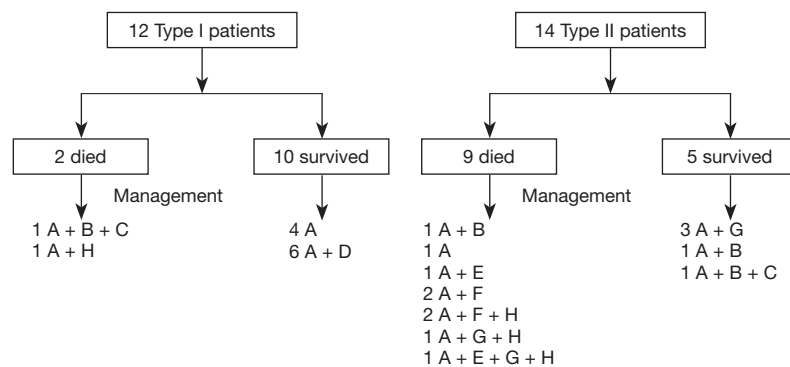 12 Type I patients
14 Type II patients
2 died
10 survived
9 died
5 survived
Management
Management
1 A + B + C
1 A + H
4 A
6 A + D
1 A + B
1 A
1 A + E
2 A + F
2 A + F + H
1 A + G + H
1 A + E + G + H
3 A + G
1 A + B
1 A + B + C